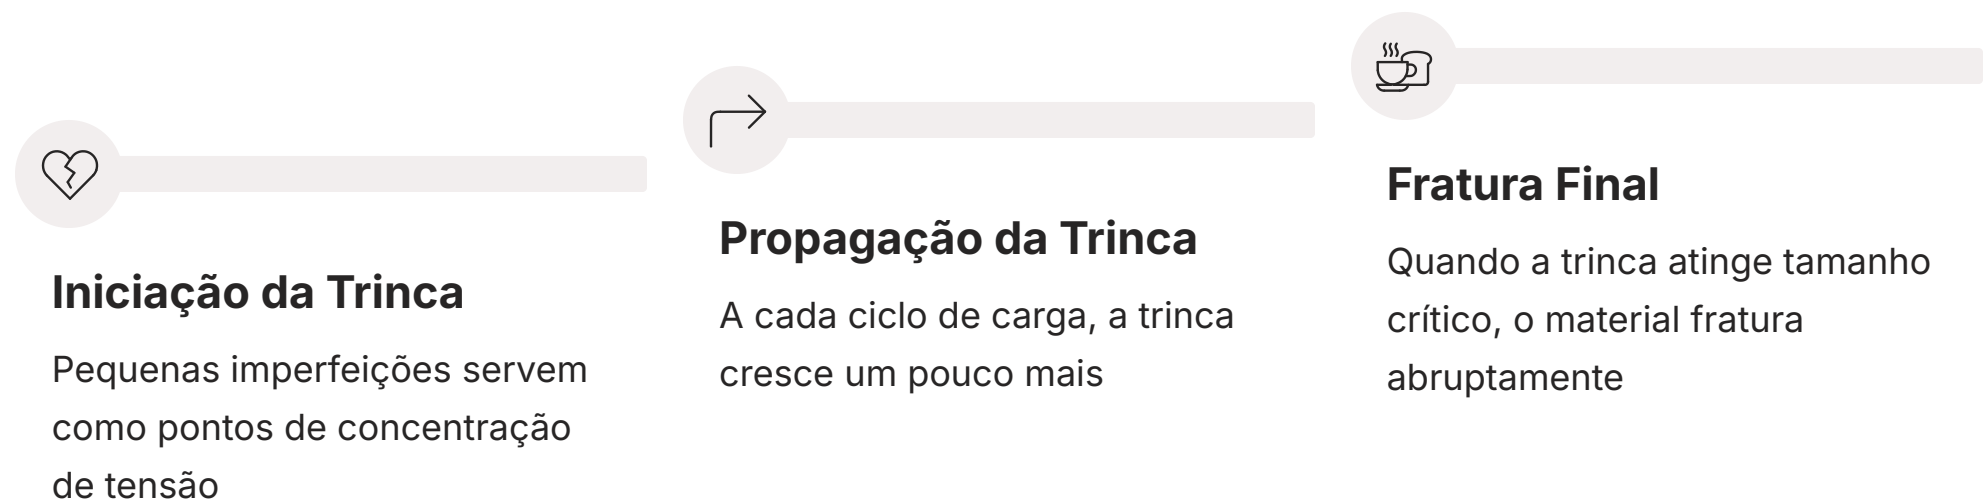 Iniciação da Trinca
Pequenas imperfeições servem
como pontos de concentração
de tensão
Propagação da Trinca
A cada ciclo de carga, a trinca
cresce um pouco mais
Fratura Final
Quando a trinca atinge tamanho
crítico, o material fratura
abruptamente